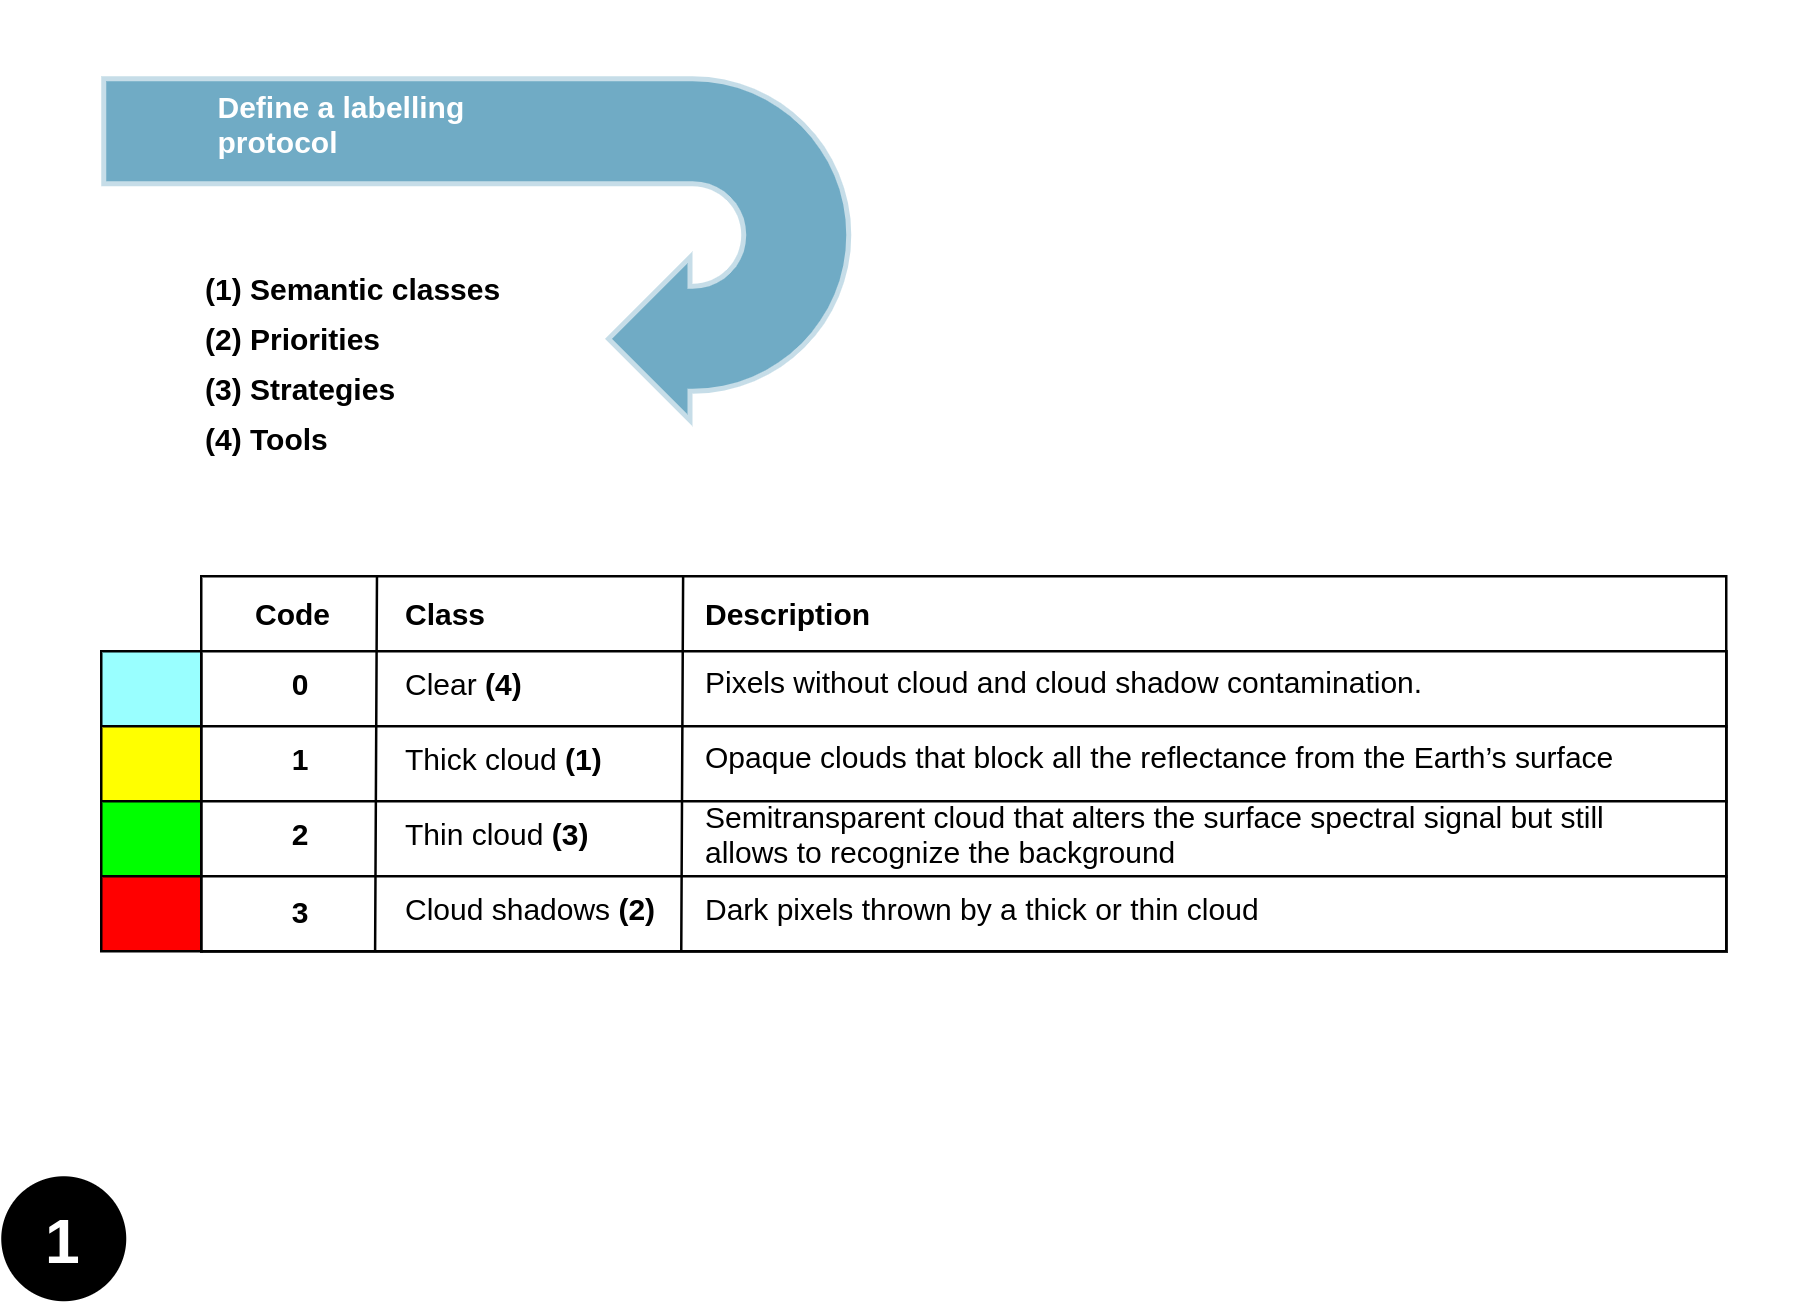 Define a labelling
protocol
(1) Semantic classes
(2) Priorities
(3) Strategies
(4) Tools
Code Class Description
0 Clear (4) Pixels without cloud and cloud shadow contamination.
1 Thick cloud (1) Opaque clouds that block all the reflectance from the Earth’s surface
2 Thin cloud (3) Semitransparent cloud that alters the surface spectral signal but still
allows to recognize the background
3 Cloud shadows (2) Dark pixels thrown by a thick or thin cloud
1